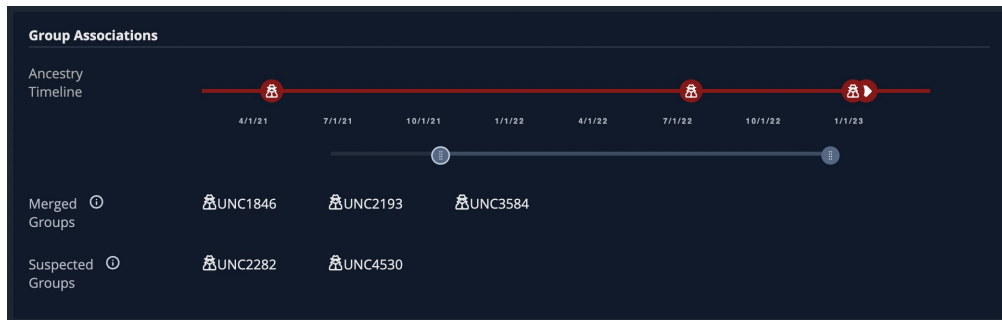 Group Associations
Ancestry
Timeline
4/1/21 7/1/21 10/1/21 1/1/22 4/1/22 7/1/22 10/1/22 1/1/23
Merged
Groups
UNC1846 UNC2193 UNC3584
Suspected
Groups
UNC2282 UNC4530